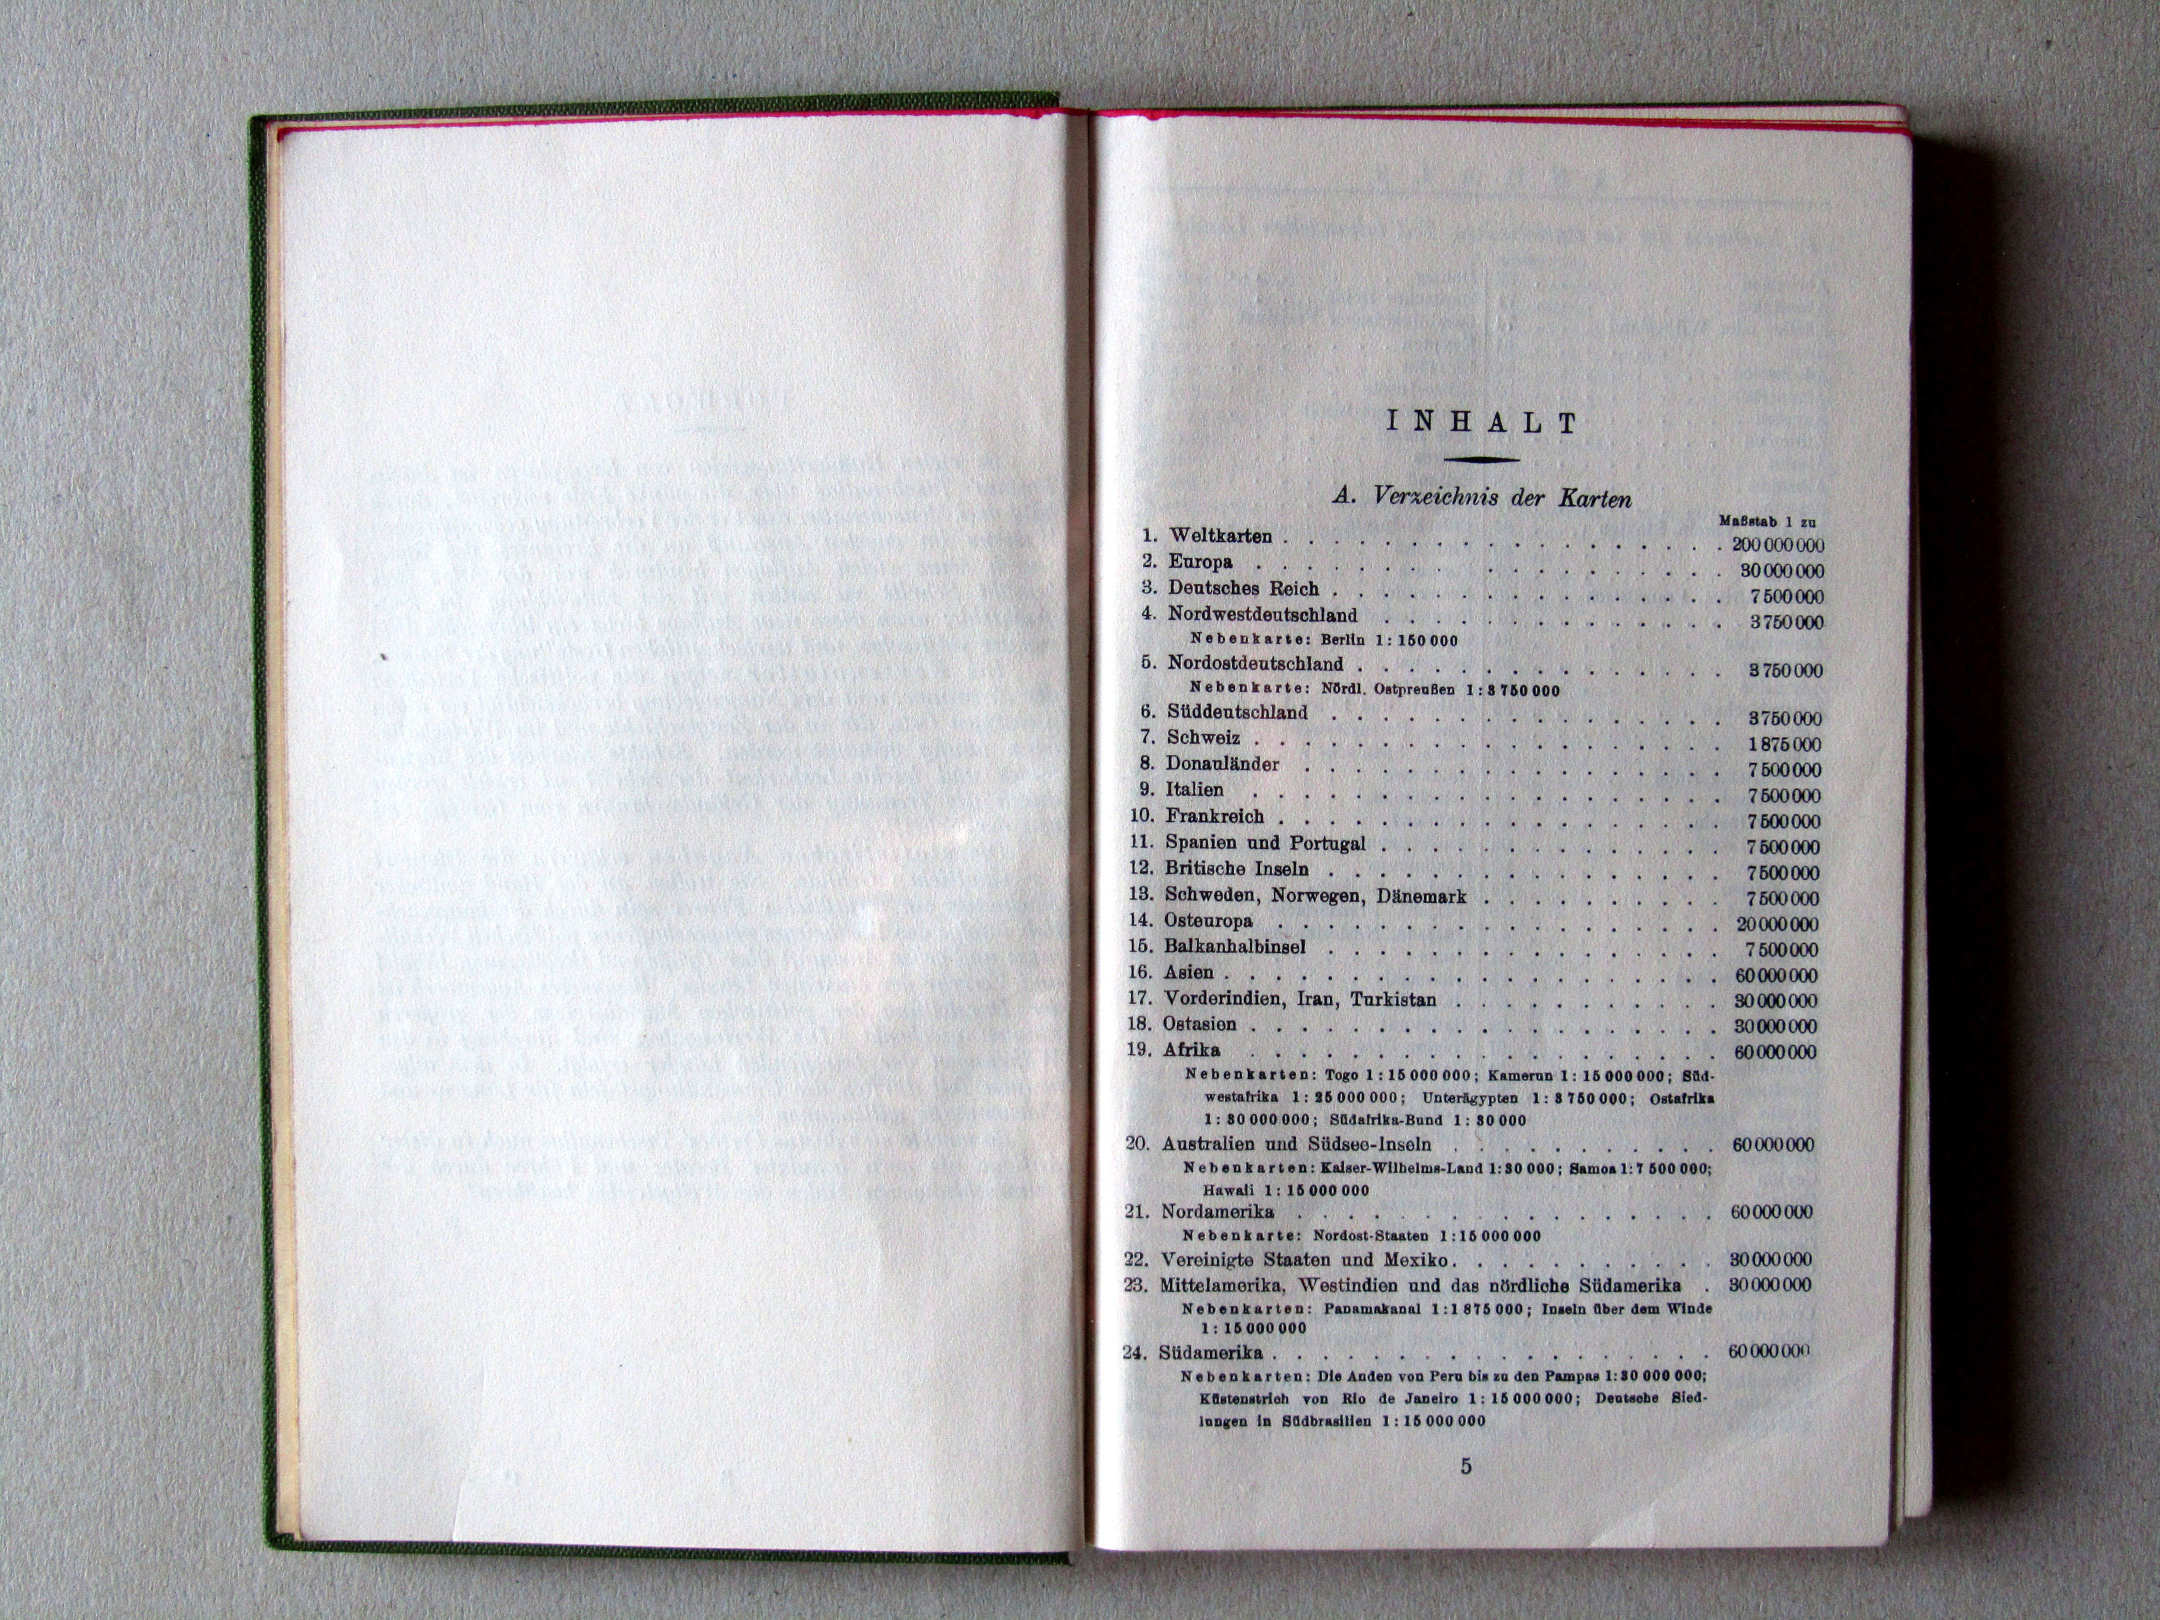 INHALT
A. Verzeichnis der Karten
Maßstab 1 zu
1. Weltkarten . . . . . . . . . . . . . . . . . . 200 000 000
2. Europa . . . . . . . . . . . . . . . . . . 30 000 000
3. Deutsches Reich . . . . . . . . . . . . . . . . 7 500 000
4. Nordwestdeutschland . . . . . . . . . . . . . . 3 750 000
Nebenkarte: Berlin 1 : 150 000
5. Nordostdeutschland . . . . . . . . . . . . . . . 3 750 000
Nebenkarte: Nördl. Ostpreußen 1 : 3 750 000
6. Süddeutschland . . . . . . . . . . . . . . . . 3 750 000
7. Schweiz . . . . . . . . . . . . . . . . . . . 1 875 000
8. Donauländer . . . . . . . . . . . . . . . . . 7 500 000
9. Italien . . . . . . . . . . . . . . . . . . . 7 500 000
10. Frankreich . . . . . . . . . . . . . . . . . . 7 500 000
11. Spanien und Portugal . . . . . . . . . . . . . . 7 500 000
12. Britische Inseln . . . . . . . . . . . . . . . . 7 500 000
13. Schweden, Norwegen, Dänemark . . . . . . . . . . 7 500 000
14. Osteuropa . . . . . . . . . . . . . . . . . . 20 000 000
15. Balkanhalbinsel . . . . . . . . . . . . . . . . 7 500 000
16. Asien . . . . . . . . . . . . . . . . . . . . 60 000 000
17. Vorderindien, Iran, Turkistan . . . . . . . . . . . 30 000 000
18. Ostasien . . . . . . . . . . . . . . . . . . . 30 000 000
19. Afrika . . . . . . . . . . . . . . . . . . . 60 000 000
Nebenkarten: Togo 1 : 15 000 000; Kamerun 1 : 15 000 000; Süd-
westafrika 1 : 25 000 000; Unterägypten 1 : 3 750 000; Ostafrika
1 : 30 000 000; Südafrika-Bund 1 : 30 000
20. Australien und Südsee-Inseln . . . . . . . . . . . 60 000 000
Nebenkarten: Kaiser-Wilhelms-Land 1:30 000; Samoa 1:7 500 000;
Hawaii 1 : 15 000 000
21. Nordamerika . . . . . . . . . . . . . . . . . 60 000 000
Nebenkarte: Nordost-Staaten 1 : 15 000 000
22. Vereinigte Staaten und Mexiko . . . . . . . . . . . 30 000 000
23. Mittelamerika, Westindien und das nördliche Südamerika . 30 000 000
Nebenkarten: Panamakanal 1 : 1 875 000; Inseln über dem Winde
1 : 15 000 000
24. Südamerika . . . . . . . . . . . . . . . . . . 60 000 000
Nebenkarten: Die Anden von Peru bis zu den Pampas 1:30 000 000;
Küstenstrich von Rio de Janeiro 1 : 15 000 000; Deutsche Sied-
lungen in Südbrasilien 1 : 15 000 000
5